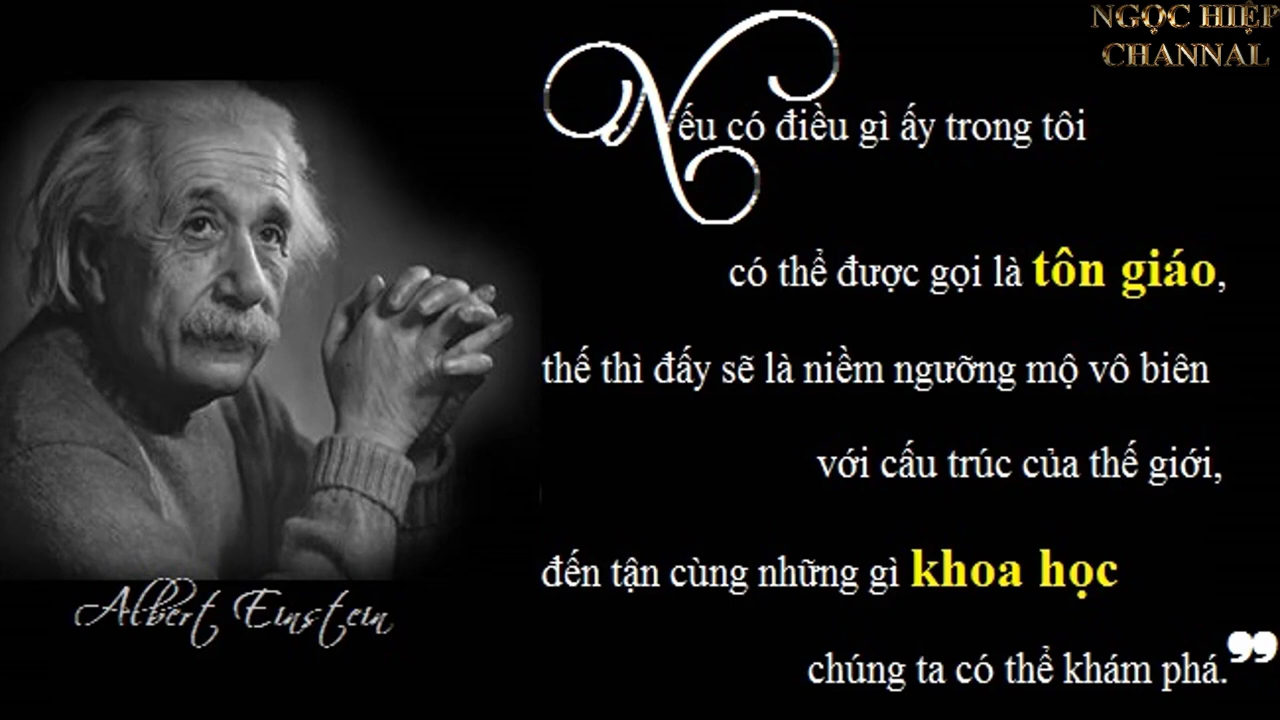 NGỌC HIỆP
CHANNAL
Nếu có điều gì ấy trong tôi
có thể được gọi là tôn giáo,
thế thì đấy sẽ là niềm ngưỡng mộ vô biên
với cấu trúc của thế giới,
đến tận cùng những gì khoa học
chúng ta có thể khám phá.”
Albert Einstein